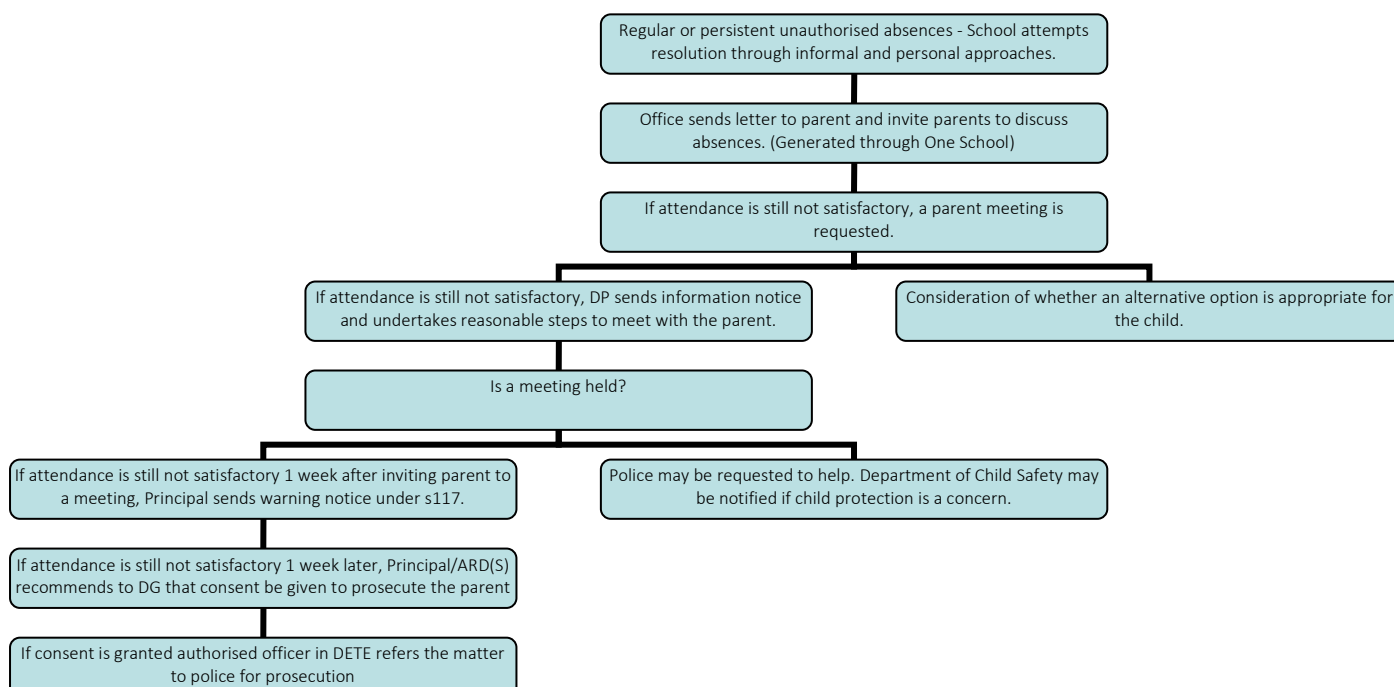 Regular or persistent unauthorised absences - School attempts
resolution through informal and personal approaches.
Office sends letter to parent and invite parents to discuss
absences. (Generated through One School)
If attendance is still not satisfactory, a parent meeting is
requested.
If attendance is still not satisfactory, DP sends information notice
and undertakes reasonable steps to meet with the parent.
Consideration of whether an alternative option is appropriate for
the child.
Is a meeting held?
If attendance is still not satisfactory 1 week after inviting parent to
a meeting, Principal sends warning notice under s117.
Police may be requested to help. Department of Child Safety may
be notified if child protection is a concern.
If attendance is still not satisfactory 1 week later, Principal/ARD(S)
recommends to DG that consent be given to prosecute the parent
If consent is granted authorised officer in DETE refers the matter
to police for prosecution